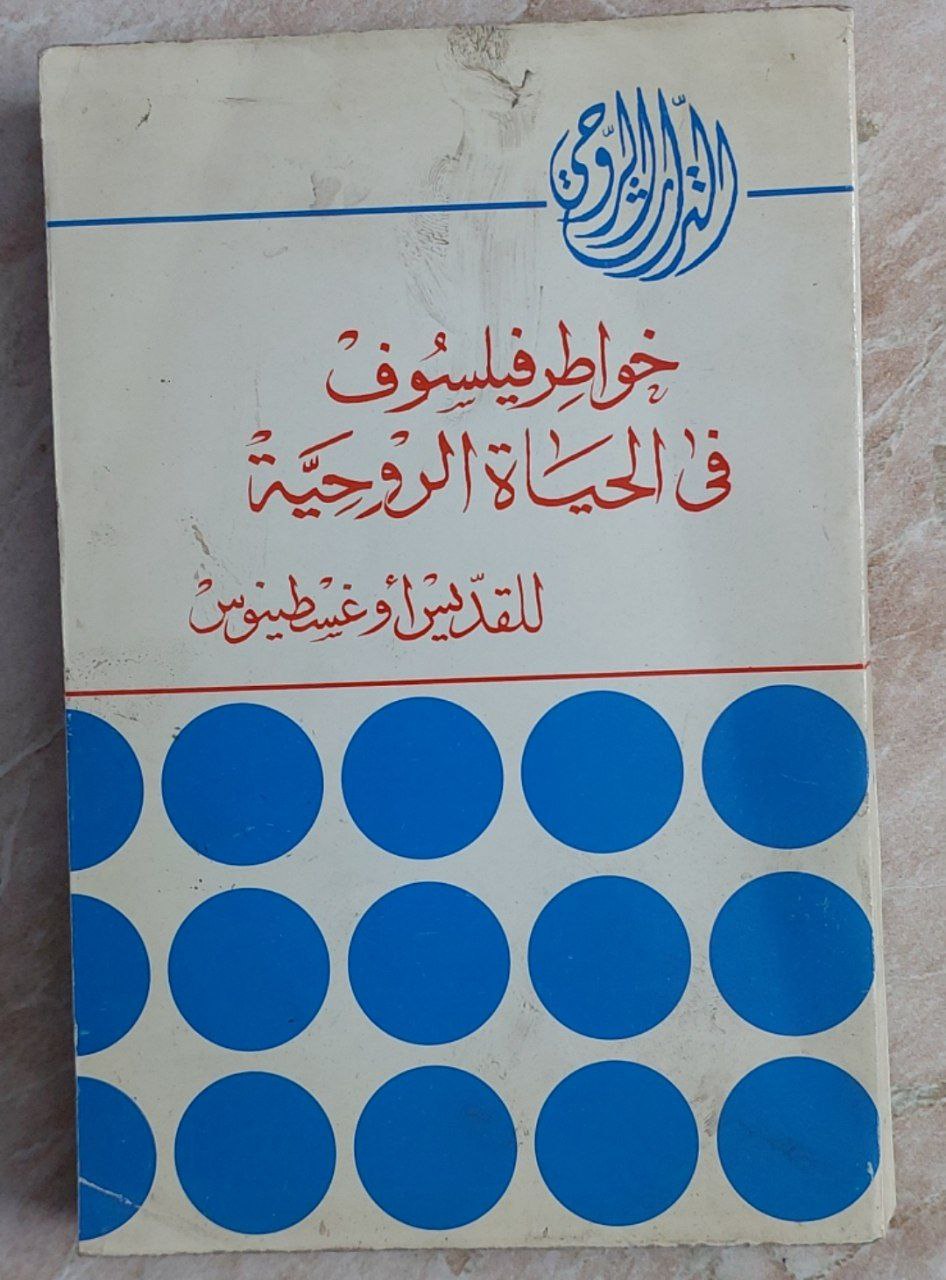 التراث الروحي
خواطر فيلسوف
في الحياة الروحية
للقديس أوغسطينوس